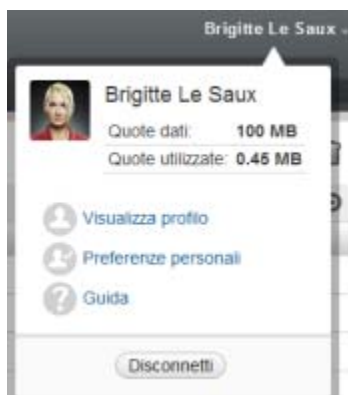 Brigitte Le Saux
Brigitte Le Saux
Quote dati: 100 MB
Quote utilizzate: 0.45 MB
Visualizza profilo
Preferenze personali
Guida
Disconnetti